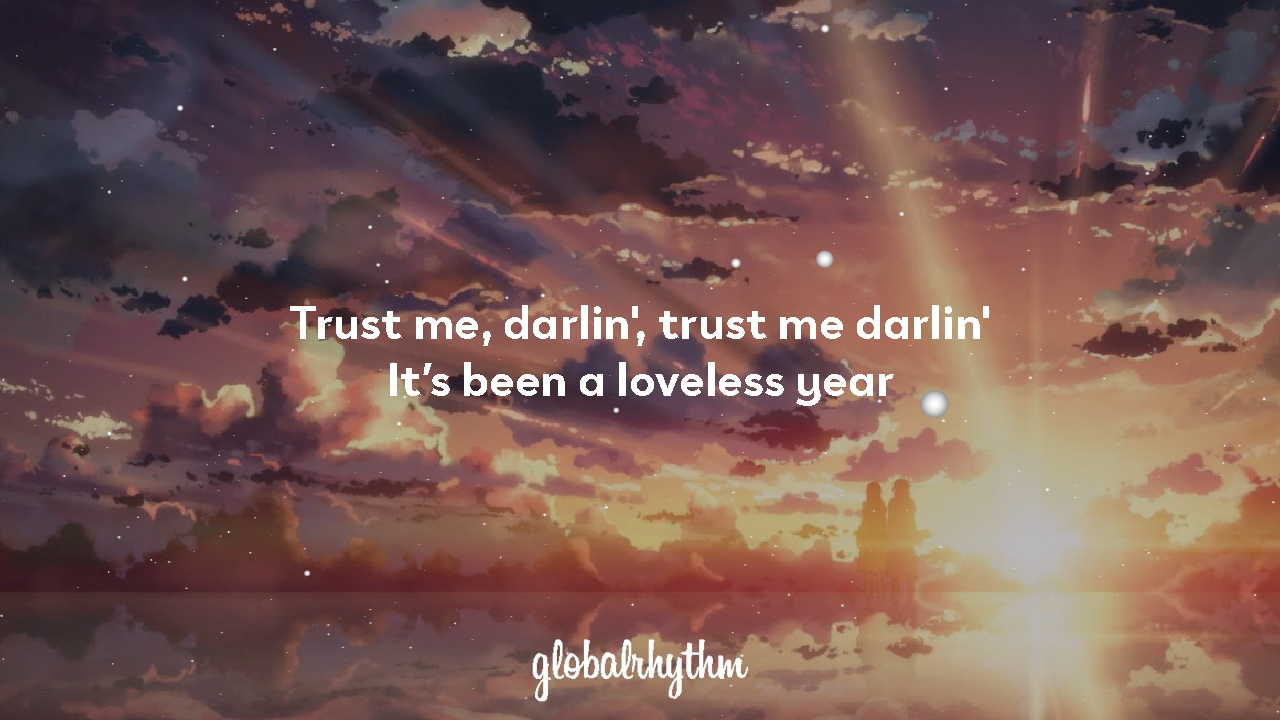 Trust me, darlin', trust me darlin'
It's been a loveless year
globalrhythm